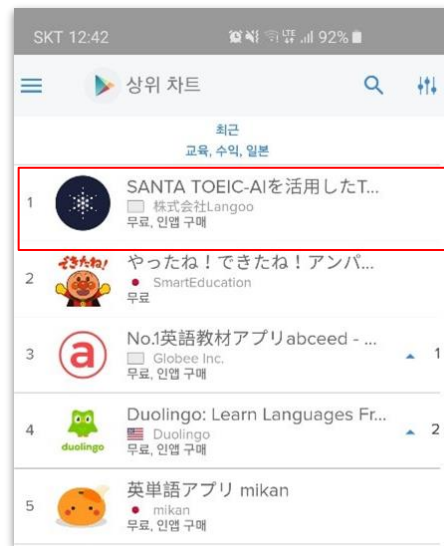 SKT 12:42 LTE 92%
상위 차트
최근
교육, 수익, 일본
1 SANTA TOEIC-AIを活用したT...
株式会社Langoo
무료, 인앱 구매
できたね!
2 やったね！できたね！アンパ...
SmartEducation
무료
a
3 No.1英語教材アプリabceed - ... 1
Globee Inc.
무료, 인앱 구매
4 Duolingo: Learn Languages Fr... 2
duolingo
Duolingo
무료, 인앱 구매
5 英単語アプリ mikan
mikan
무료, 인앱 구매